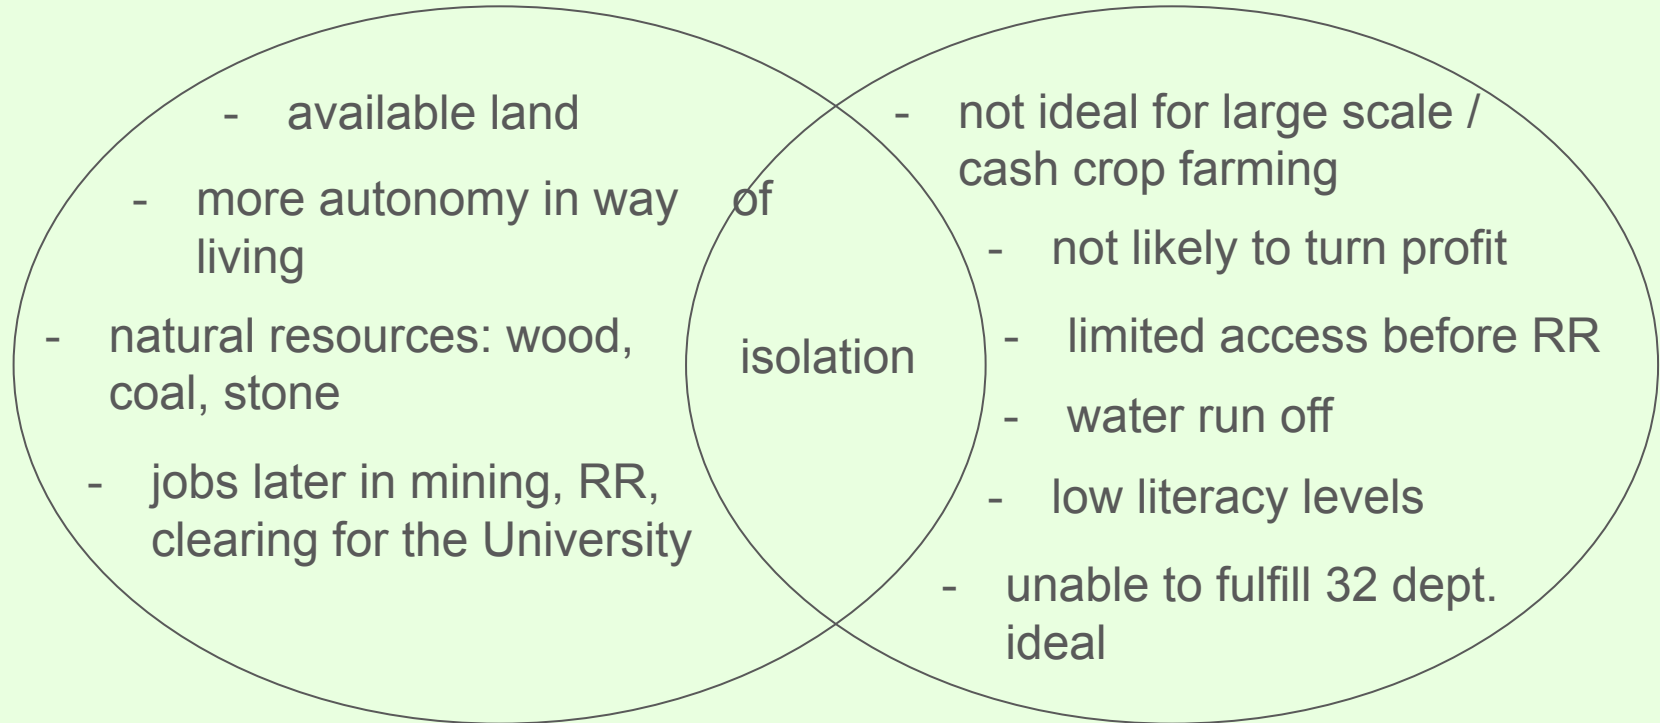 - available land
- more autonomy in way of
living
- natural resources: wood,
coal, stone
- jobs later in mining, RR,
clearing for the University
isolation
- not ideal for large scale /
cash crop farming
- not likely to turn profit
- limited access before RR
- water run off
- low literacy levels
- unable to fulfill 32 dept.
ideal